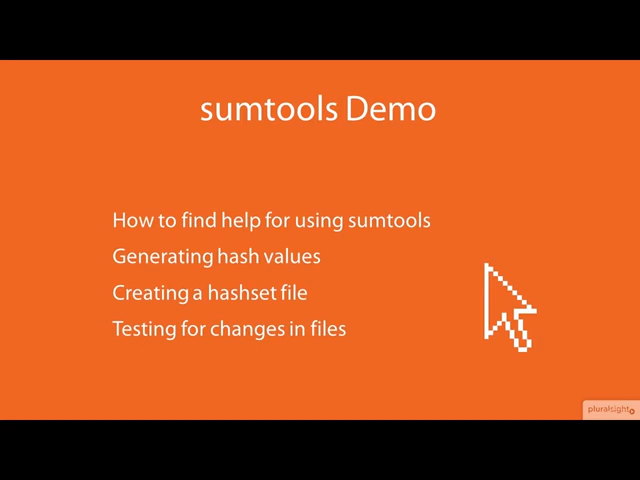 sumtools Demo
How to find help for using sumtools
Generating hash values
Creating a hashset file
Testing for changes in files
pluralsight